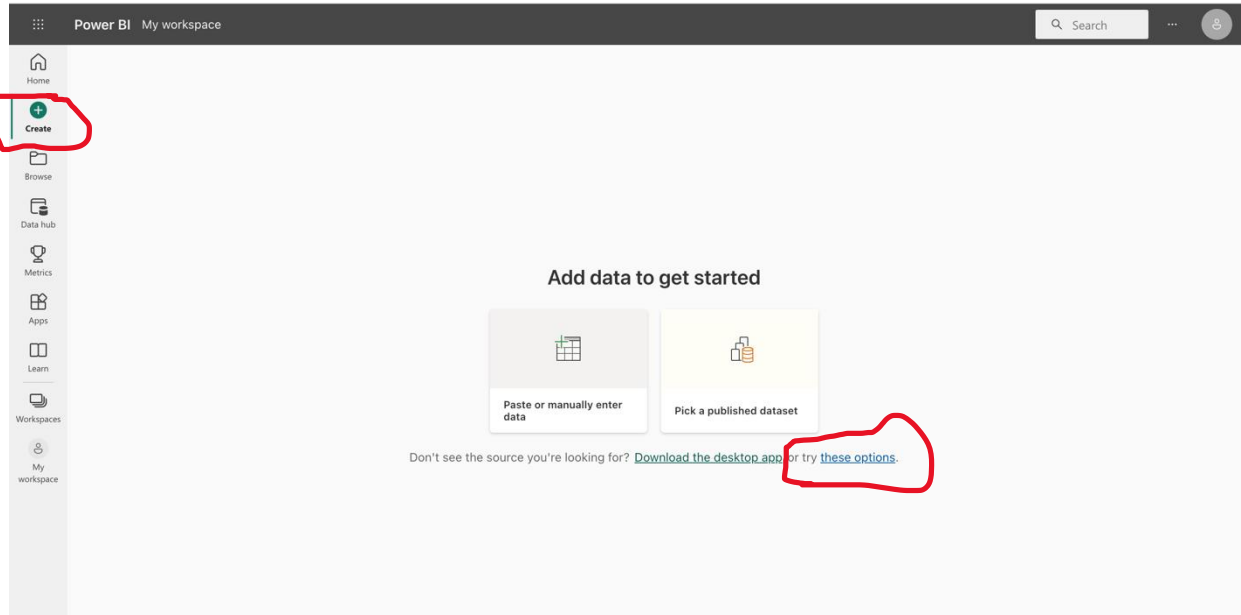 Power BI My workspace
Search
Home
Create
Browse
Data hub
Metrics
Apps
Learn
Workspaces
My
workspace
Add data to get started
Paste or manually enter
data
Pick a published dataset
Don't see the source you're looking for? Download the desktop app or try these options.